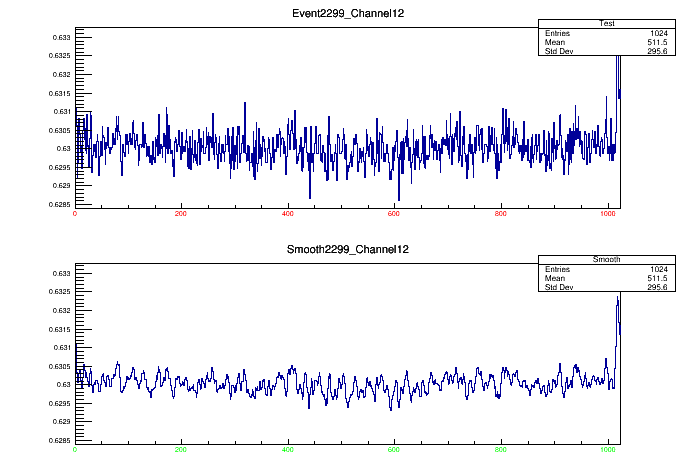 Event2299_Channel12
Test
Entries 1024
Mean 511.5
Std Dev 295.6
0.633
0.6325
0.632
0.6315
0.631
0.6305
0.63
0.6295
0.629
0.6285
0 200 400 600 800 1000
Smooth2299_Channel12
Smooth
Entries 1024
Mean 511.5
Std Dev 295.6
0.633
0.6325
0.632
0.6315
0.631
0.6305
0.63
0.6295
0.629
0.6285
0 200 400 600 800 1000